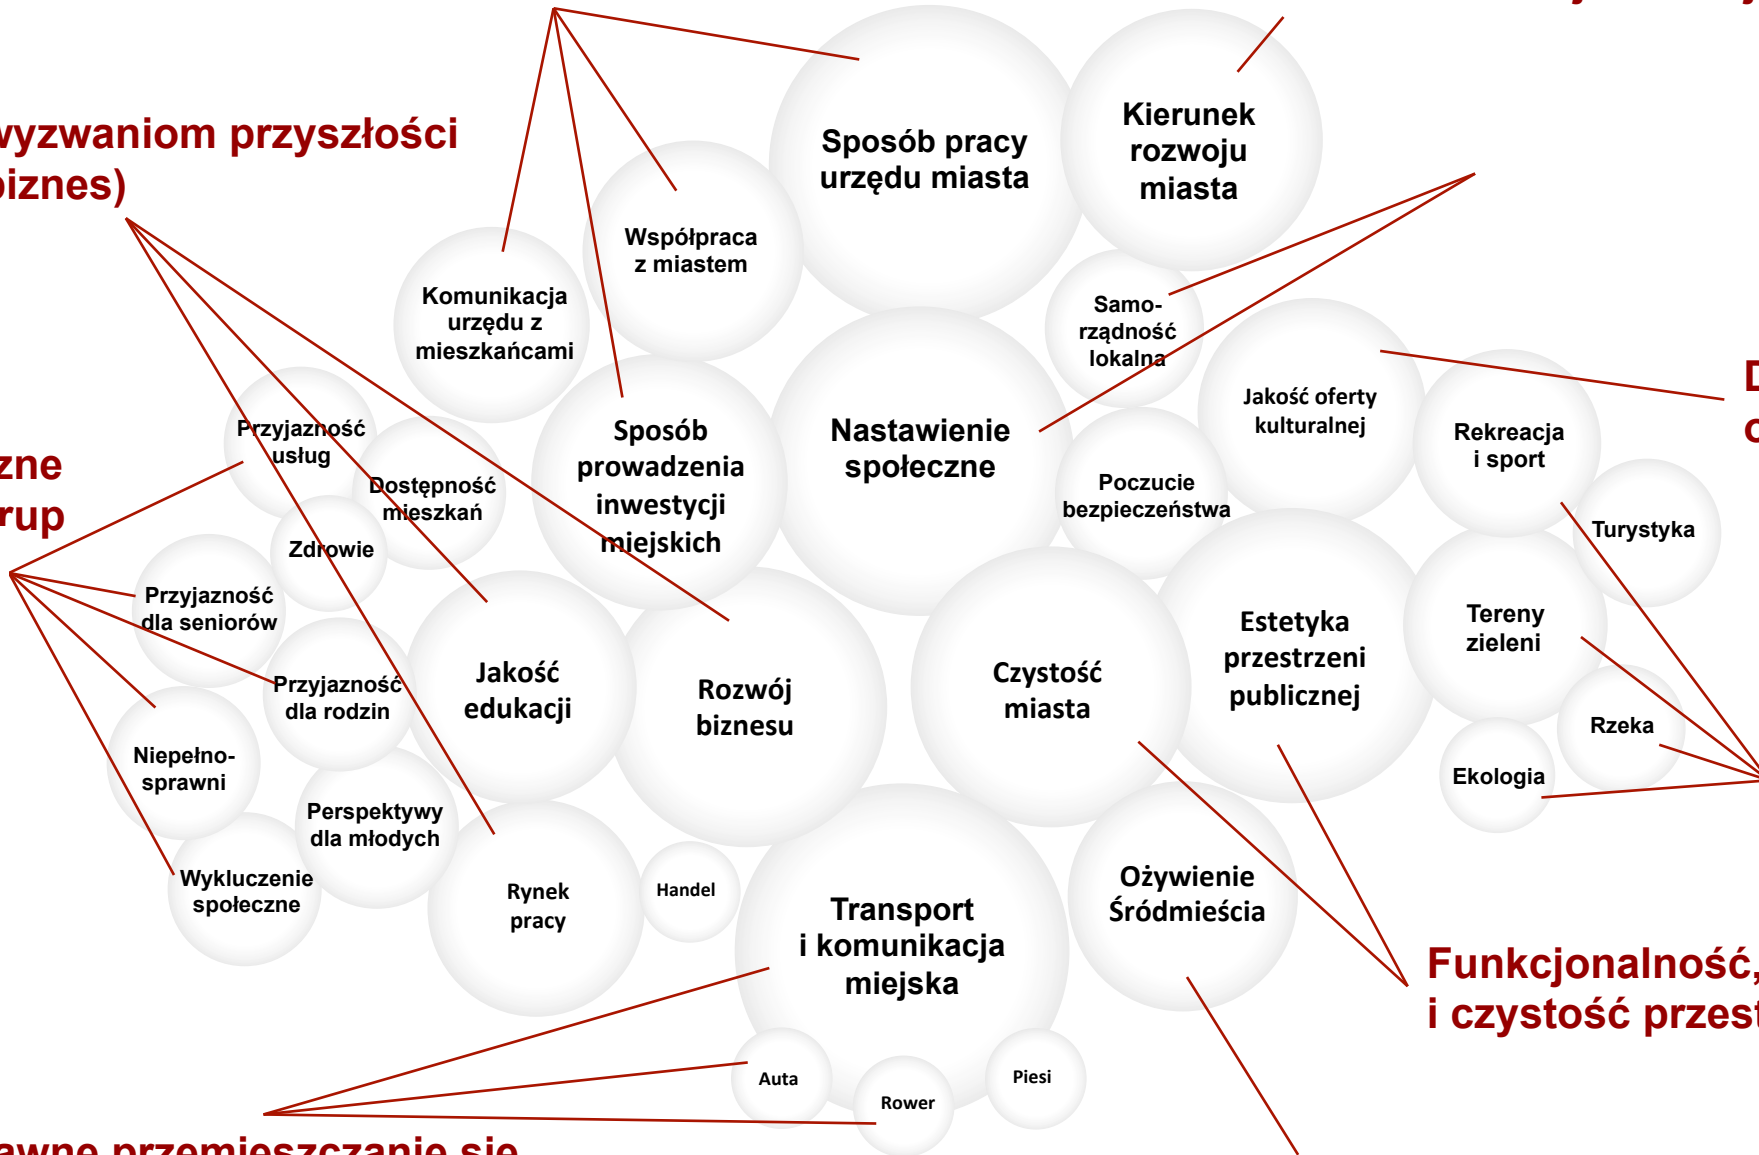 wyzwaniom przyszłości
biznes)
Sposób pracy
urzędu miasta
Kierunek
rozwoju
miasta
Współpraca
z miastem
Komunikacja
urzędu z
mieszkańcami
Samo-
rządność
lokalna
Przyjazność
usług
Dostępność
mieszkań
Zdrowie
Sposób
prowadzenia
inwestycji
miejskich
Nastawienie
społeczne
Jakość oferty
kulturalnej
Rekreacja
i sport
Poczucie
bezpieczeństwa
Turystyka
zne
rup
Przyjazność
dla seniorów
Przyjazność
dla rodzin
Jakość
edukacji
Rozwój
biznesu
Czystość
miasta
Estetyka
przestrzeni
publicznej
Tereny
zieleni
Rzeka
Ekologia
Niepełno-
sprawni
Perspektywy
dla młodych
Wykluczenie
społeczne
Rynek
pracy
Handel
Transport
i komunikacja
miejska
Ożywienie
Śródmieścia
Funkcjonalność,
i czystość przest
Auta
Rower
Piesi
awne przemieszczanie się